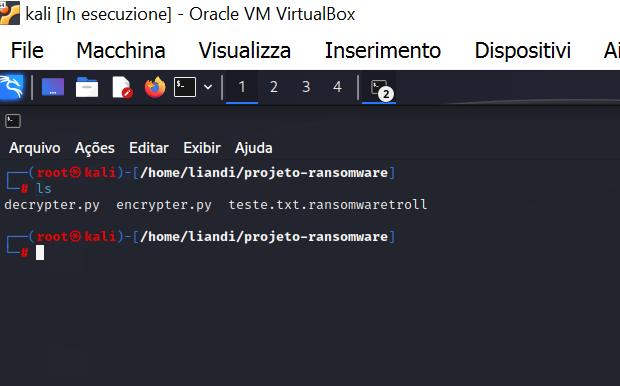 kali [In esecuzione] - Oracle VM VirtualBox
File Macchina Visualizza Inserimento Dispositivi
1 2 3 4 2
Arquivo Ações Editar Exibir Ajuda
(root㉿kali)-[/home/liandi/projeto-ransomware]
# ls
decrypter.py encrypter.py teste.txt.ransomwaretroll
(root㉿kali)-[/home/liandi/projeto-ransomware]
#